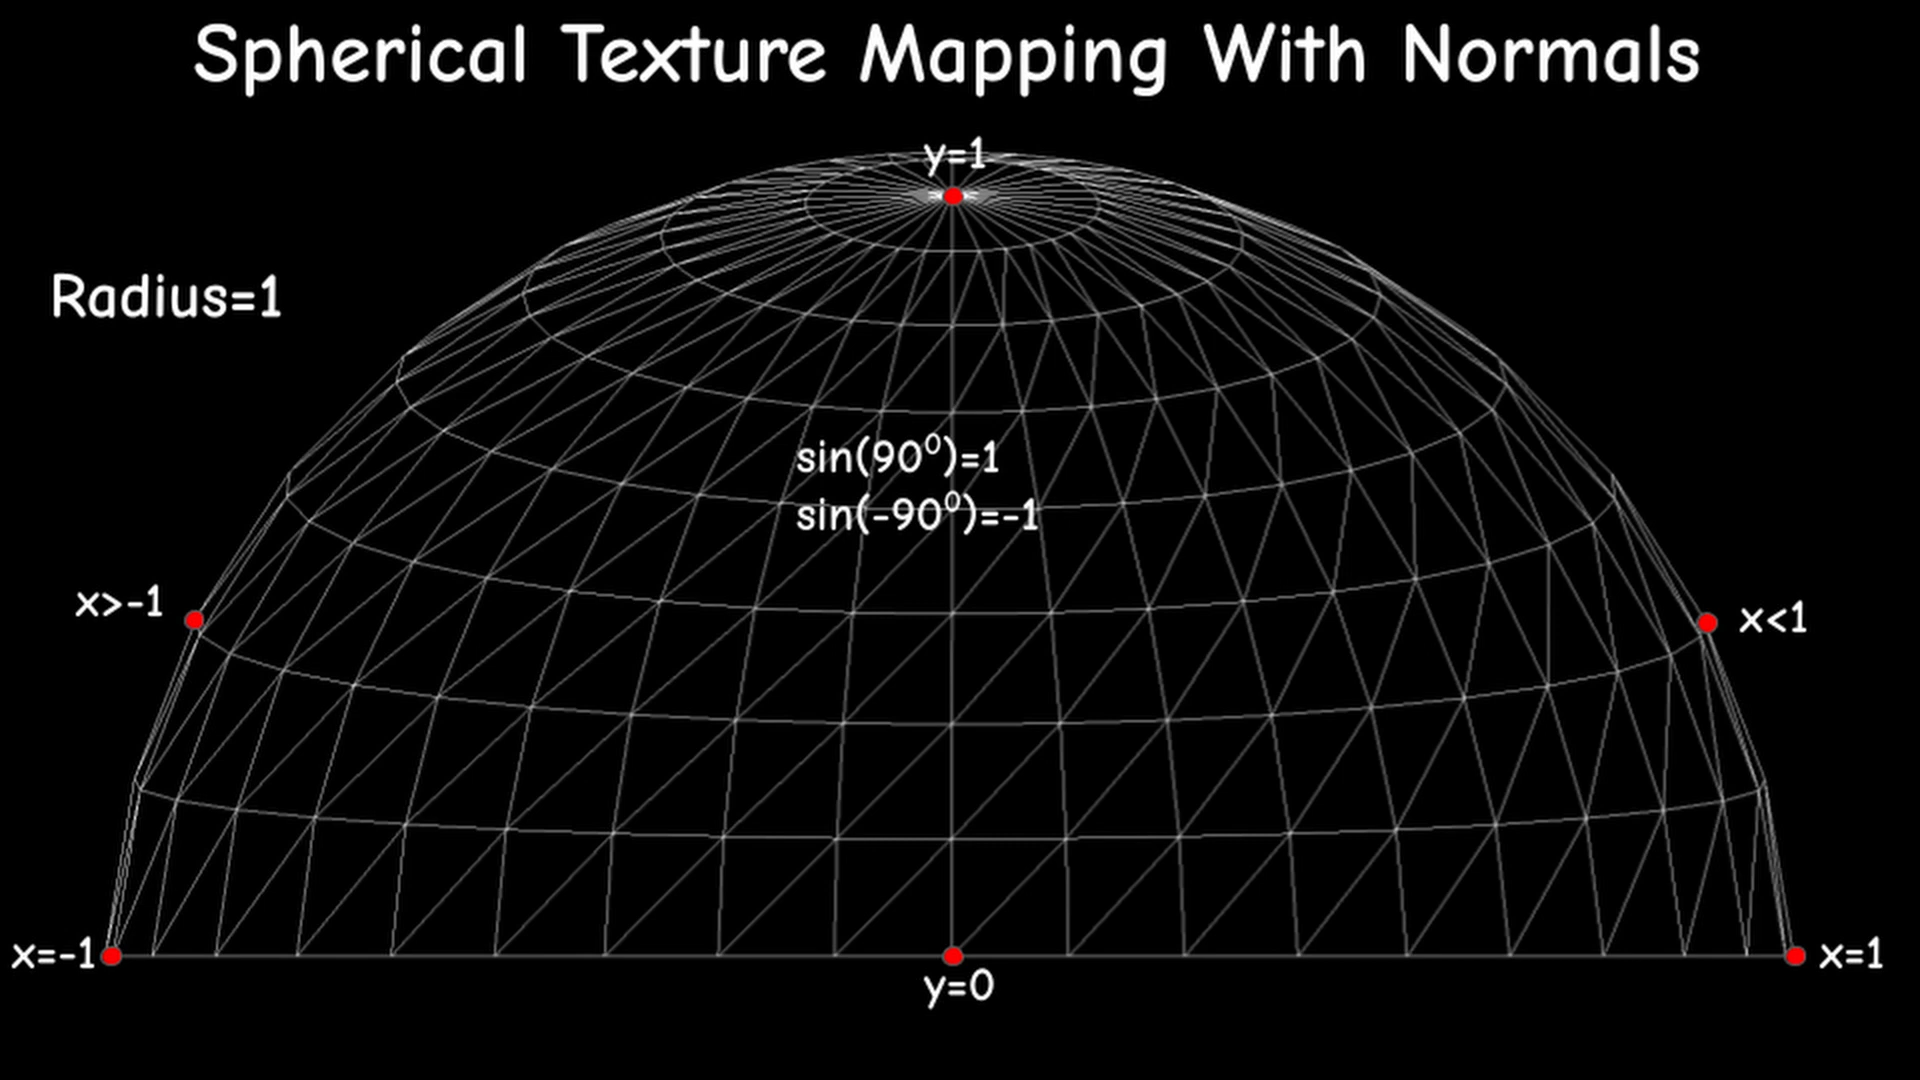 Spherical Texture Mapping With Normals
y=1
Radius=1
sin(90⁰)=1
sin(-90⁰)=-1
x>-1
x<1
x=-1
x=1
y=0